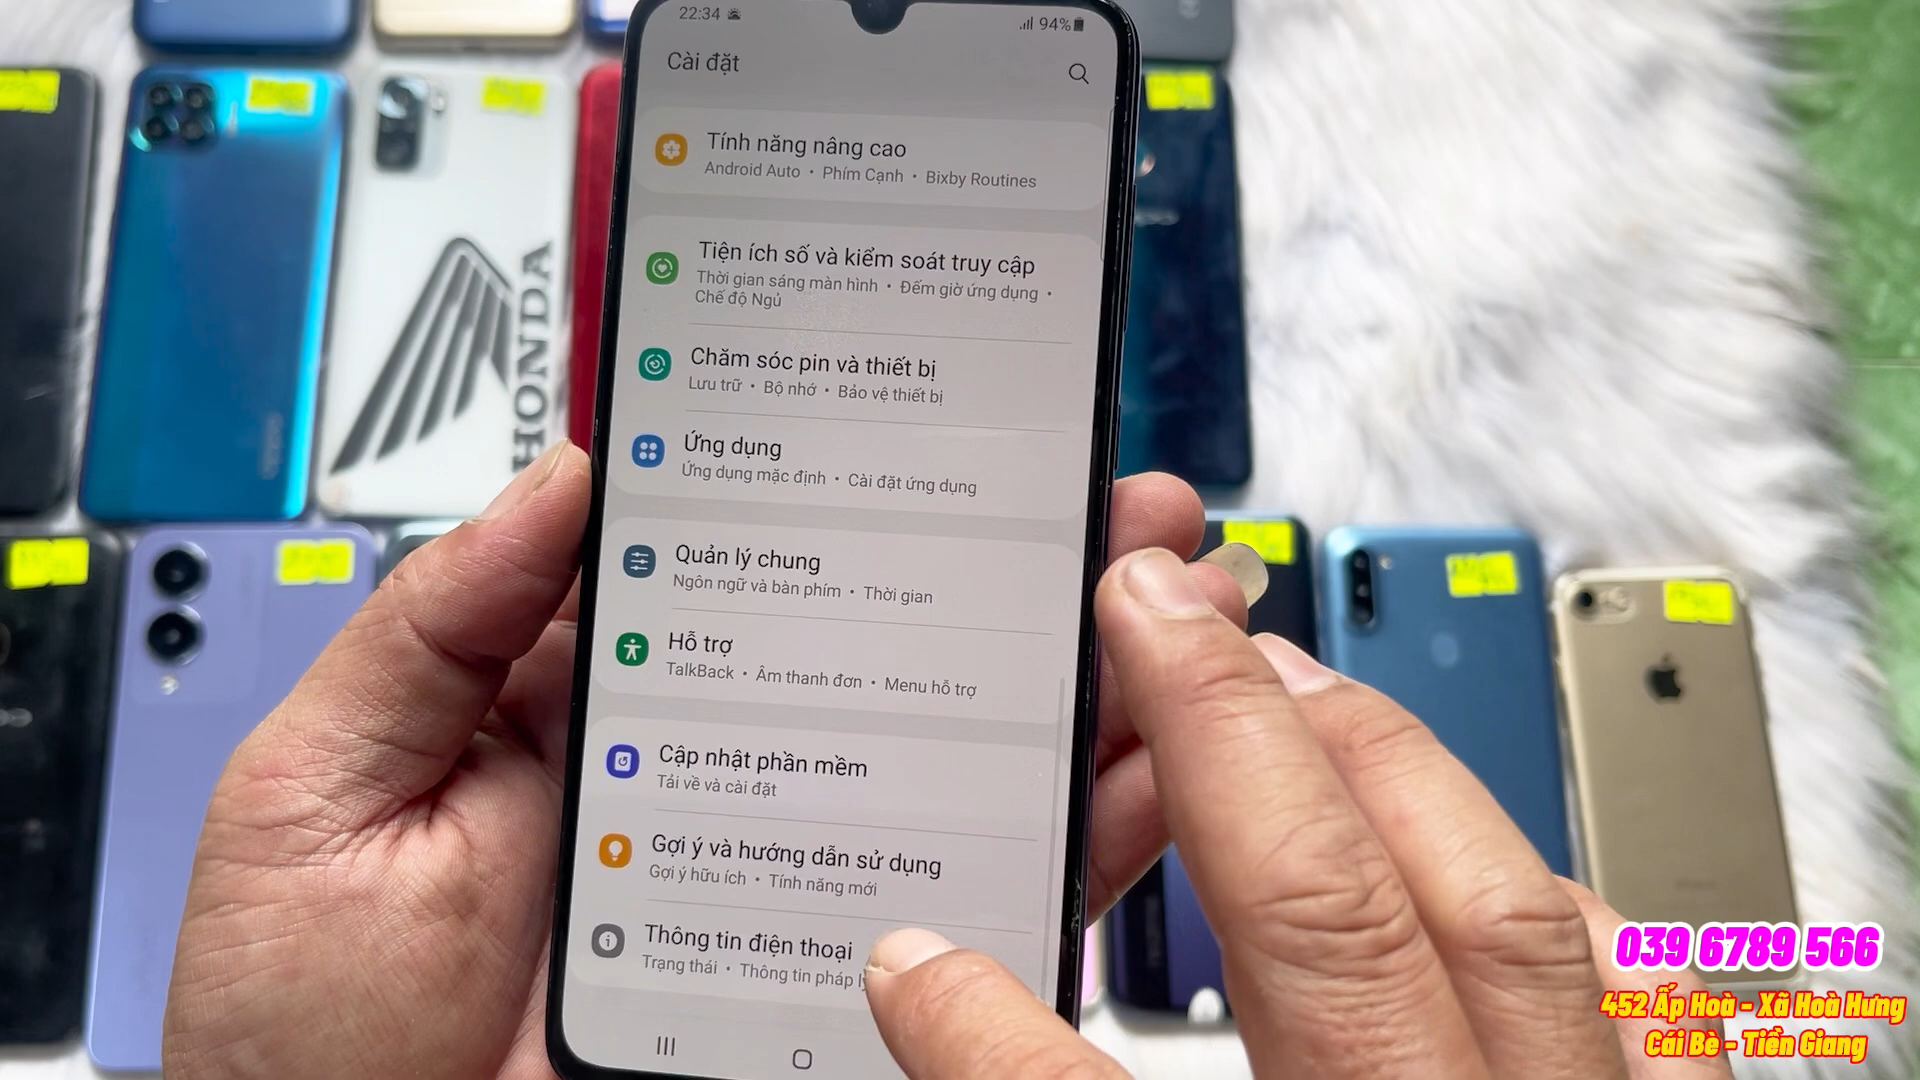 22:34
94%
Cài đặt
Tính năng nâng cao
Android Auto • Phím Cạnh • Bixby Routines
Tiện ích số và kiểm soát truy cập
Thời gian sáng màn hình • Đếm giờ ứng dụng •
Chế độ Ngủ
Chăm sóc pin và thiết bị
Lưu trữ • Bộ nhớ • Bảo vệ thiết bị
Ứng dụng
Ứng dụng mặc định • Cài đặt ứng dụng
Quản lý chung
Ngôn ngữ và bàn phím • Thời gian
Hỗ trợ
TalkBack • Âm thanh đơn • Menu hỗ trợ
Cập nhật phần mềm
Tải về và cài đặt
Gợi ý và hướng dẫn sử dụng
Gợi ý hữu ích • Tính năng mới
Thông tin điện thoại
Trạng thái • Thông tin pháp lý
HONDA
039 6789 566
452 Ấp Hoà - Xã Hoà Hưng
Cái Bè - Tiền Giang